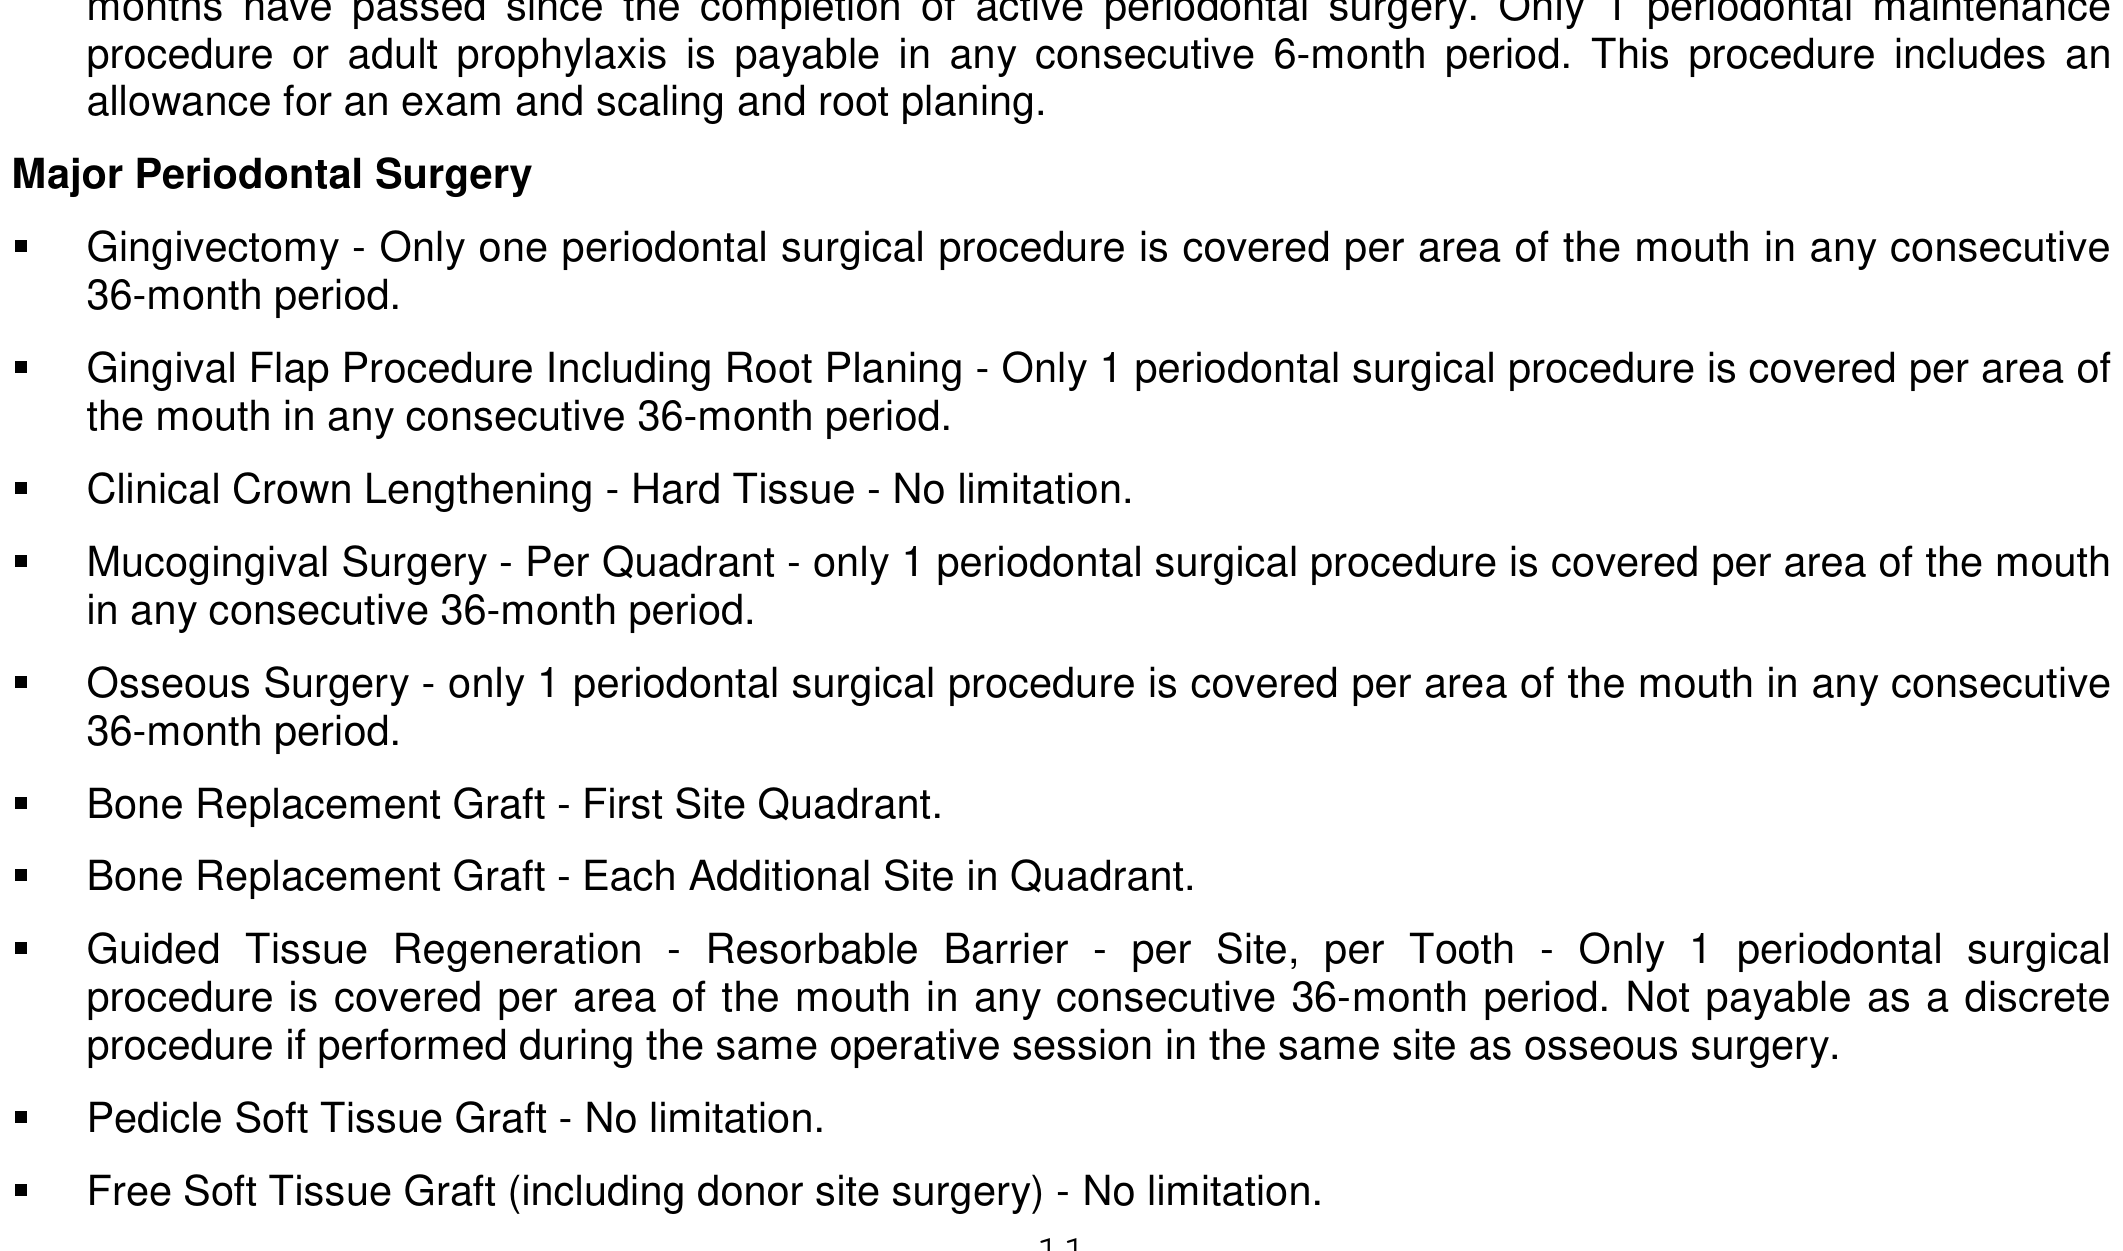 months have passed since the completion of active periodontal surgery. Only 1 periodontal maintenance
procedure or adult prophylaxis is payable in any consecutive 6-month period. This procedure includes an
allowance for an exam and scaling and root planing.
Major Periodontal Surgery
▪ Gingivectomy - Only one periodontal surgical procedure is covered per area of the mouth in any consecutive
36-month period.
▪ Gingival Flap Procedure Including Root Planing - Only 1 periodontal surgical procedure is covered per area of
the mouth in any consecutive 36-month period.
▪ Clinical Crown Lengthening - Hard Tissue - No limitation.
▪ Mucogingival Surgery - Per Quadrant - only 1 periodontal surgical procedure is covered per area of the mouth
in any consecutive 36-month period.
▪ Osseous Surgery - only 1 periodontal surgical procedure is covered per area of the mouth in any consecutive
36-month period.
▪ Bone Replacement Graft - First Site Quadrant.
▪ Bone Replacement Graft - Each Additional Site in Quadrant.
▪ Guided Tissue Regeneration - Resorbable Barrier - per Site, per Tooth - Only 1 periodontal surgical
procedure is covered per area of the mouth in any consecutive 36-month period. Not payable as a discrete
procedure if performed during the same operative session in the same site as osseous surgery.
▪ Pedicle Soft Tissue Graft - No limitation.
▪ Free Soft Tissue Graft (including donor site surgery) - No limitation.
11